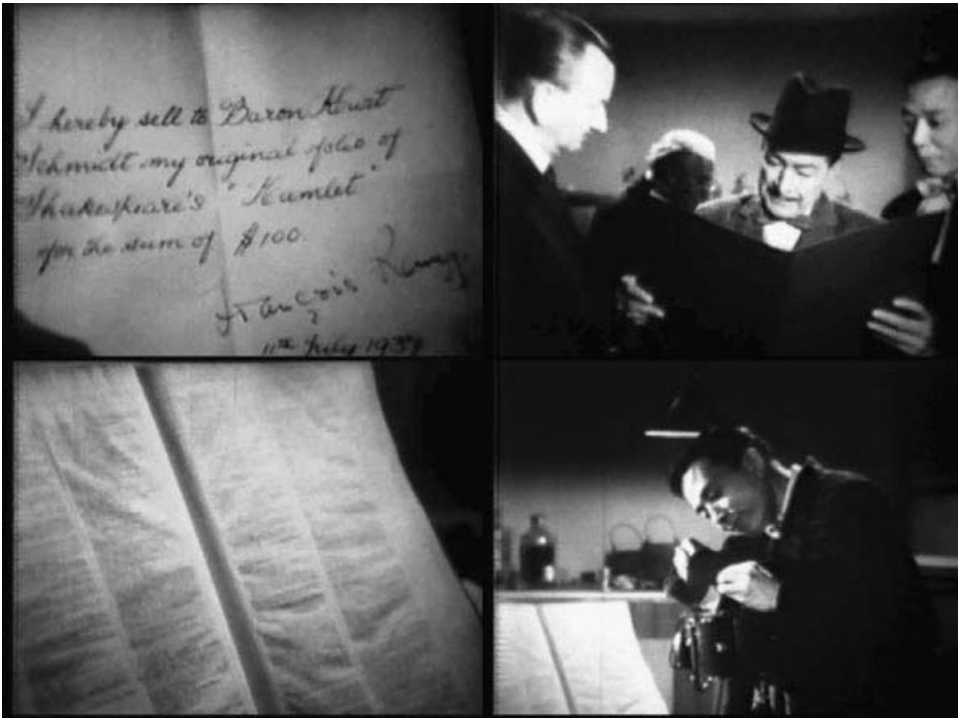 I hereby sell to Baron Kurt
Schmidt my original folio of
Shakespeare's "Hamlet"
for the sum of $100.
François
11th July 193